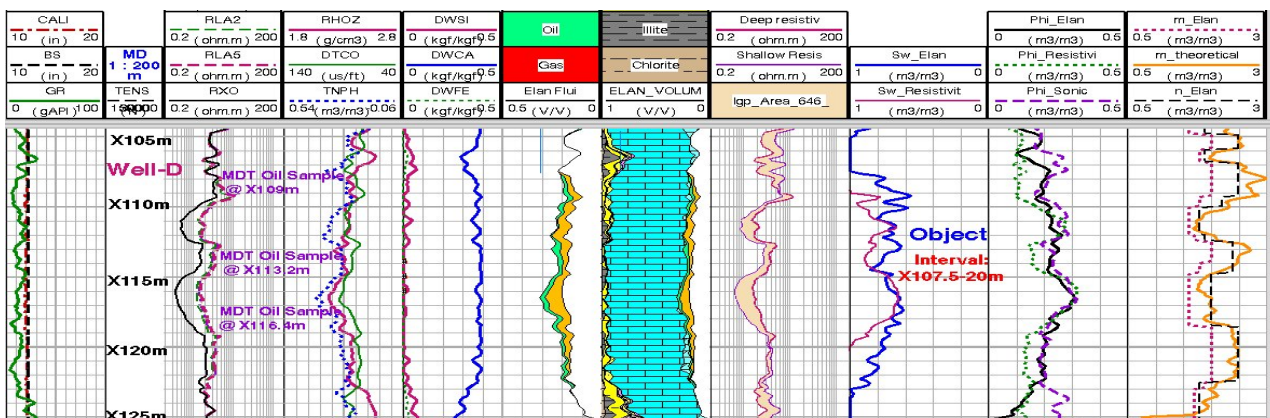 CALI
10 (in) 20
BS
10 (in) 20
GR
0 (gAPI) 100
MD
1 : 200
m
TENS
(N)
RLA2
0.2 (ohm.m) 200
RLA5
0.2 (ohm.m) 200
RXO
0.2 (ohm.m) 200
RHOZ
1.8 (g/cm3) 2.8
DTCO
140 (us/ft) 40
TNPH
0.54 (m3/m3) -0.06
DWSI
0 (kgf/kgf) 0.5
DWCA
0 (kgf/kgf) 0.5
DWFE
0 (kgf/kgf) 0.5
Oil
Gas
Elan Flui
0.5 (V/V) 0
Illite
Chlorite
ELAN_VOLUM
1 (V/V) 0
Deep resistiv
0.2 (ohm.m) 200
Shallow Resis
0.2 (ohm.m) 200
lgp_Area_646_
Sw_Elan
1 (m3/m3) 0
Sw_Resistivit
1 (m3/m3) 0
Phi_Elan
0 (m3/m3) 0.5
Phi_Resistivi
0 (m3/m3) 0.5
Phi_Sonic
0 (m3/m3) 0.5
m_Elan
0.5 (m3/m3) 3
m_theoretical
0.5 (m3/m3) 3
n_Elan
0.5 (m3/m3) 3
X105m
Well-D
MDT Oil Sample
@ X109m
X110m
Object
MDT Oil Sample
@ X113.2m
Interval:
X107.5-20m
X115m
MDT Oil Sample
@ X116.4m
X120m
X125m